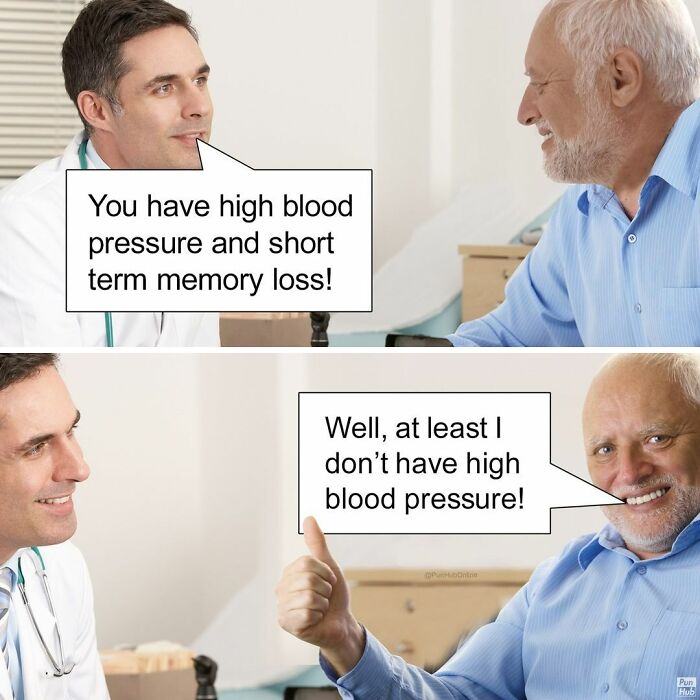 You have high blood
pressure and short
term memory loss!
Well, at least I
don't have high
blood pressure!
@PunHubOnline
Pun
Hub